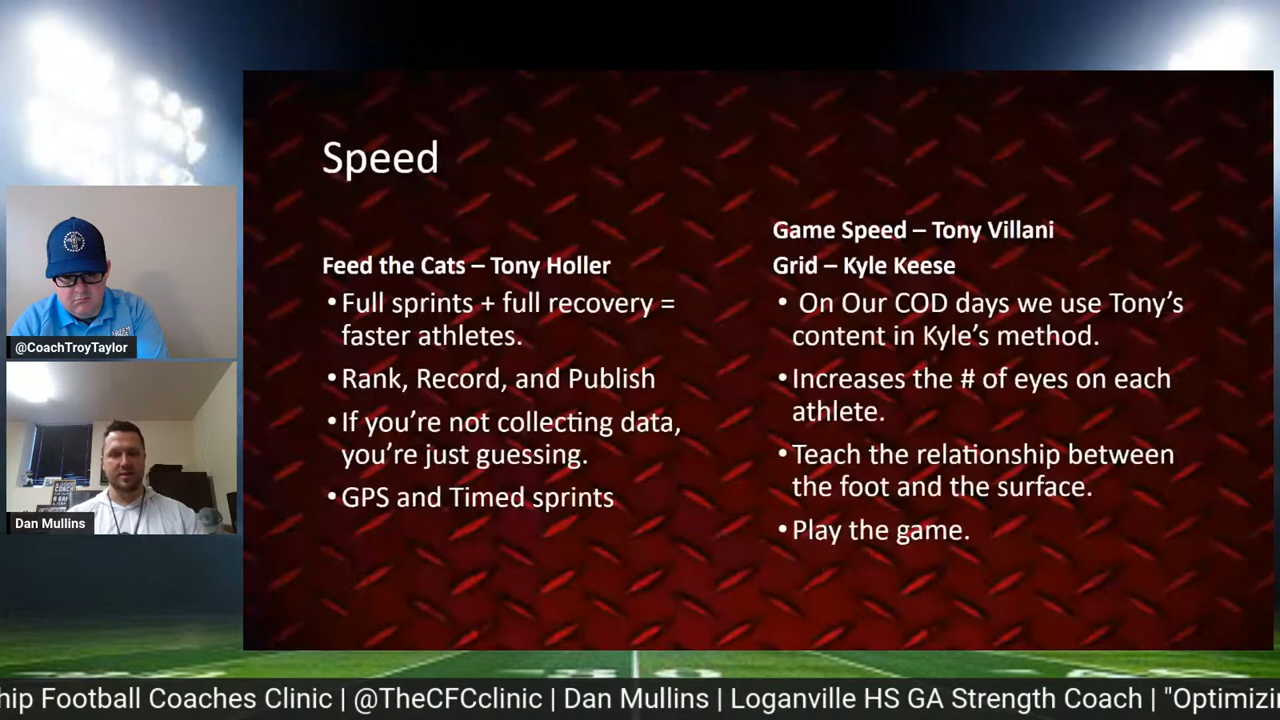 Speed
Feed the Cats – Tony Holler
• Full sprints + full recovery =
faster athletes.
• Rank, Record, and Publish
• If you’re not collecting data,
you’re just guessing.
• GPS and Timed sprints
Game Speed – Tony Villani
Grid – Kyle Keese
• On Our COD days we use Tony’s
content in Kyle’s method.
• Increases the # of eyes on each
athlete.
• Teach the relationship between
the foot and the surface.
• Play the game.
@CoachTroyTaylor
Dan Mullins
hip Football Coaches Clinic | @TheCFCclinic | Dan Mullins | Loganville HS GA Strength Coach | "Optimizi